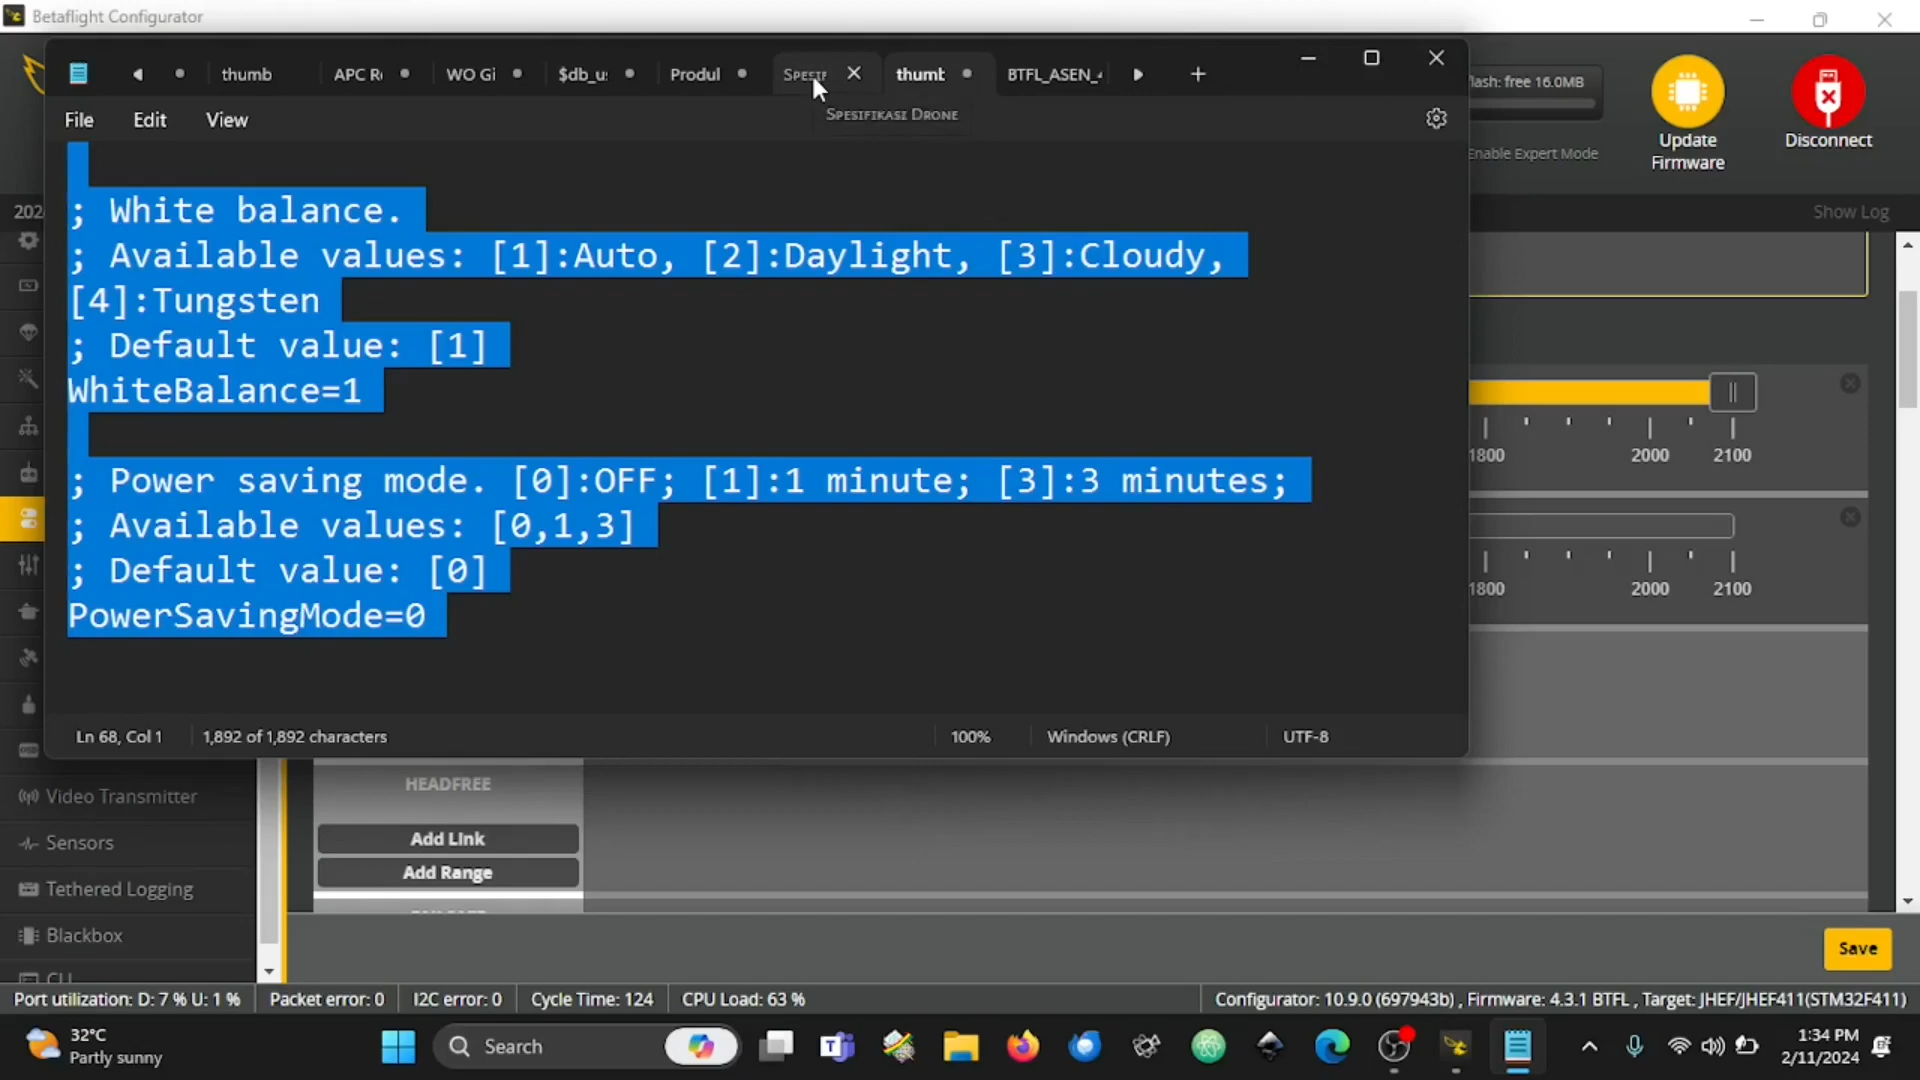 Betaflight Configurator
thumb
APC R
WO Gi
$db_u
Produl
Spesif
thumb
BTFL_ASEN_
Spesifikasi Drone
File
Edit
View
lash: free 16.0MB
Enable Expert Mode
Update
Firmware
Disconnect
202
Show Log
; White balance.
; Available values: [1]:Auto, [2]:Daylight, [3]:Cloudy,
[4]:Tungsten
; Default value: [1]
WhiteBalance=1
; Power saving mode. [0]:OFF; [1]:1 minute; [3]:3 minutes;
; Available values: [0,1,3]
; Default value: [0]
PowerSavingMode=0
1800 2000 2100
1800 2000 2100
Ln 68, Col 1
1,892 of 1,892 characters
100%
Windows (CRLF)
UTF-8
HEADFREE
Add Link
Add Range
Video Transmitter
Sensors
Tethered Logging
Blackbox
CLI
Save
Port utilization: D: 7 % U: 1 %
Packet error: 0
I2C error: 0
Cycle Time: 124
CPU Load: 63 %
Configurator: 10.9.0 (697943b) , Firmware: 4.3.1 BTFL , Target: JHEF/JHEF411(STM32F411)
32°C
Partly sunny
Search
1:34 PM
2/11/2024